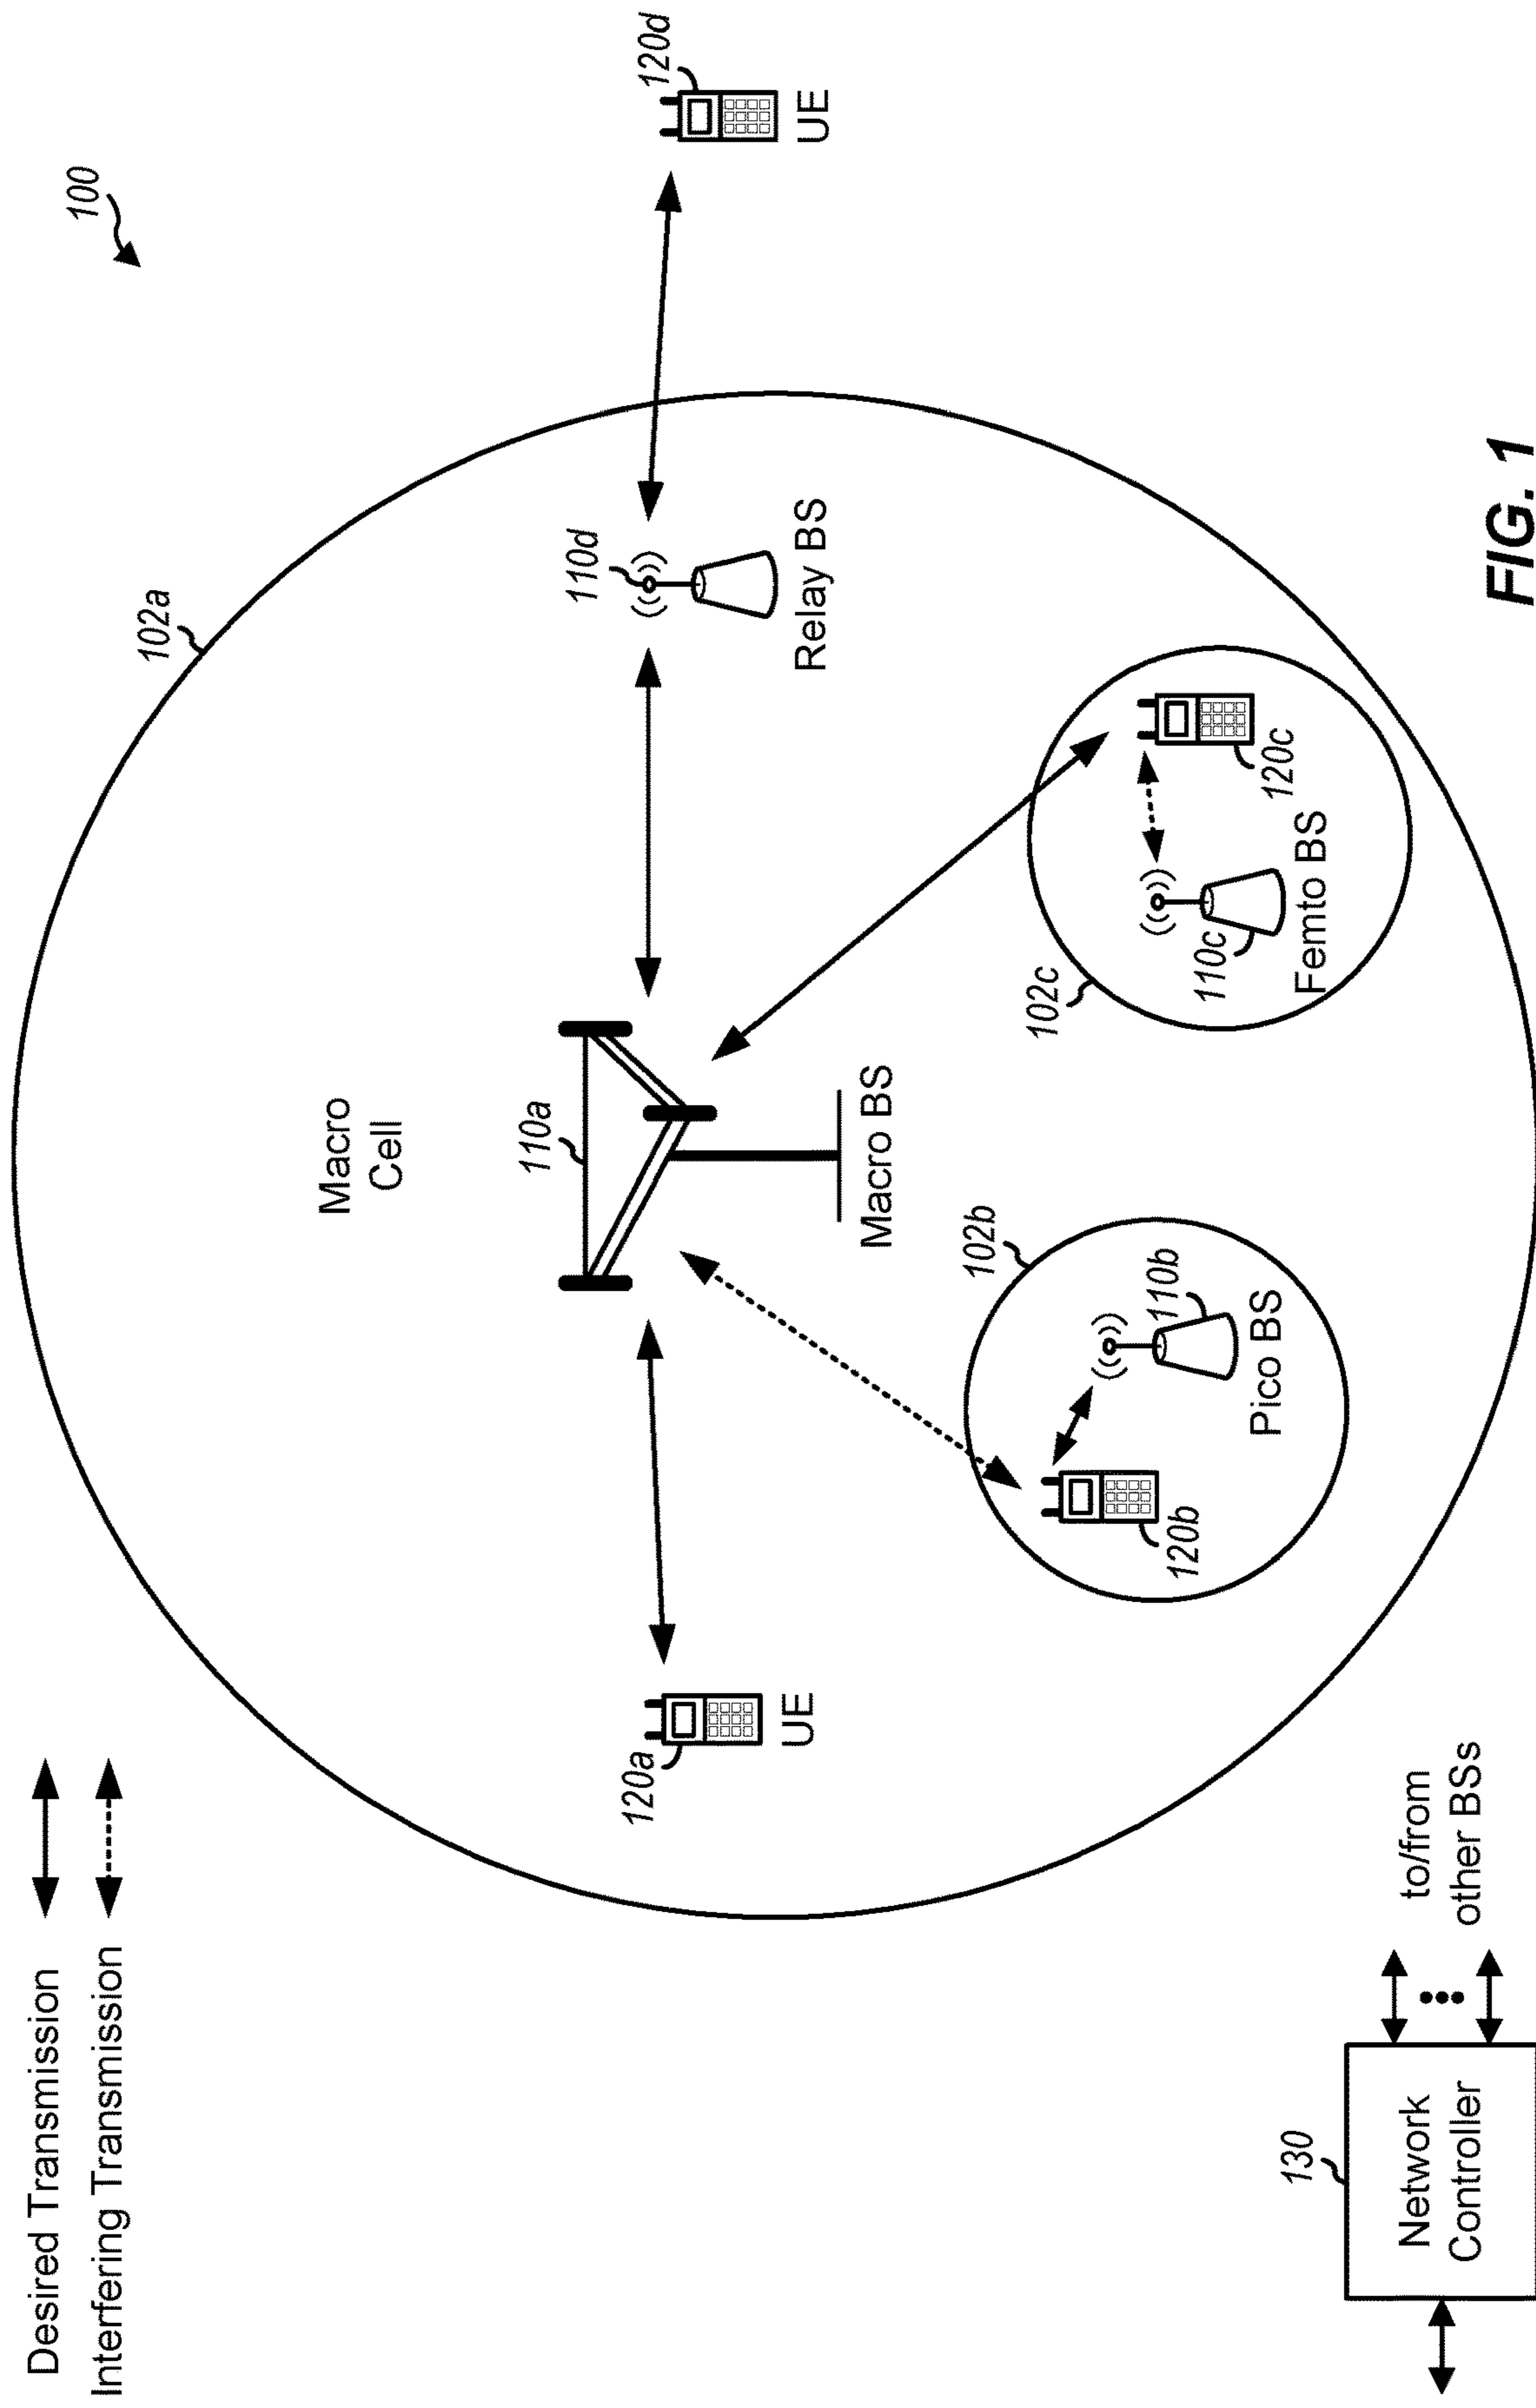 Desired Transmission
Interfering Transmission
100
102a
Macro
Cell
110a
110d
120d
120a
UE
Macro BS
Relay BS
UE
102b
102c
120b
110b
Pico BS
110c
120c
Femto BS
130
Network
Controller
to/from
other BSs
FIG. 1